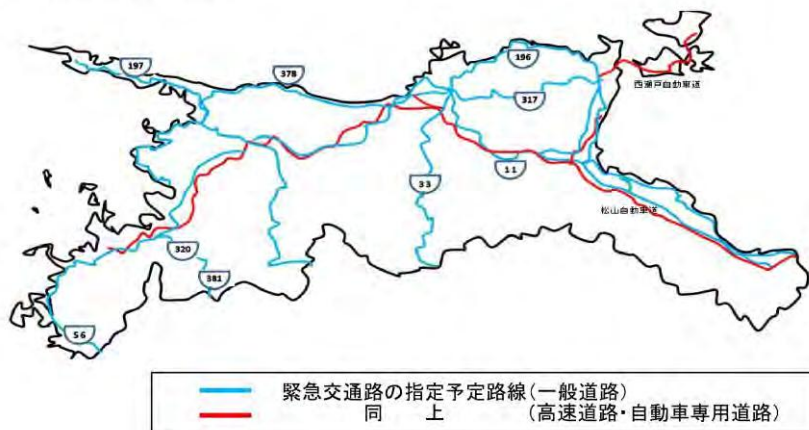 197
378
196
西瀬戸自動車道
317
11
33
松山自動車道
320
381
56
緊急交通路の指定予定路線(一般道路)
同 上 (高速道路・自動車専用道路)